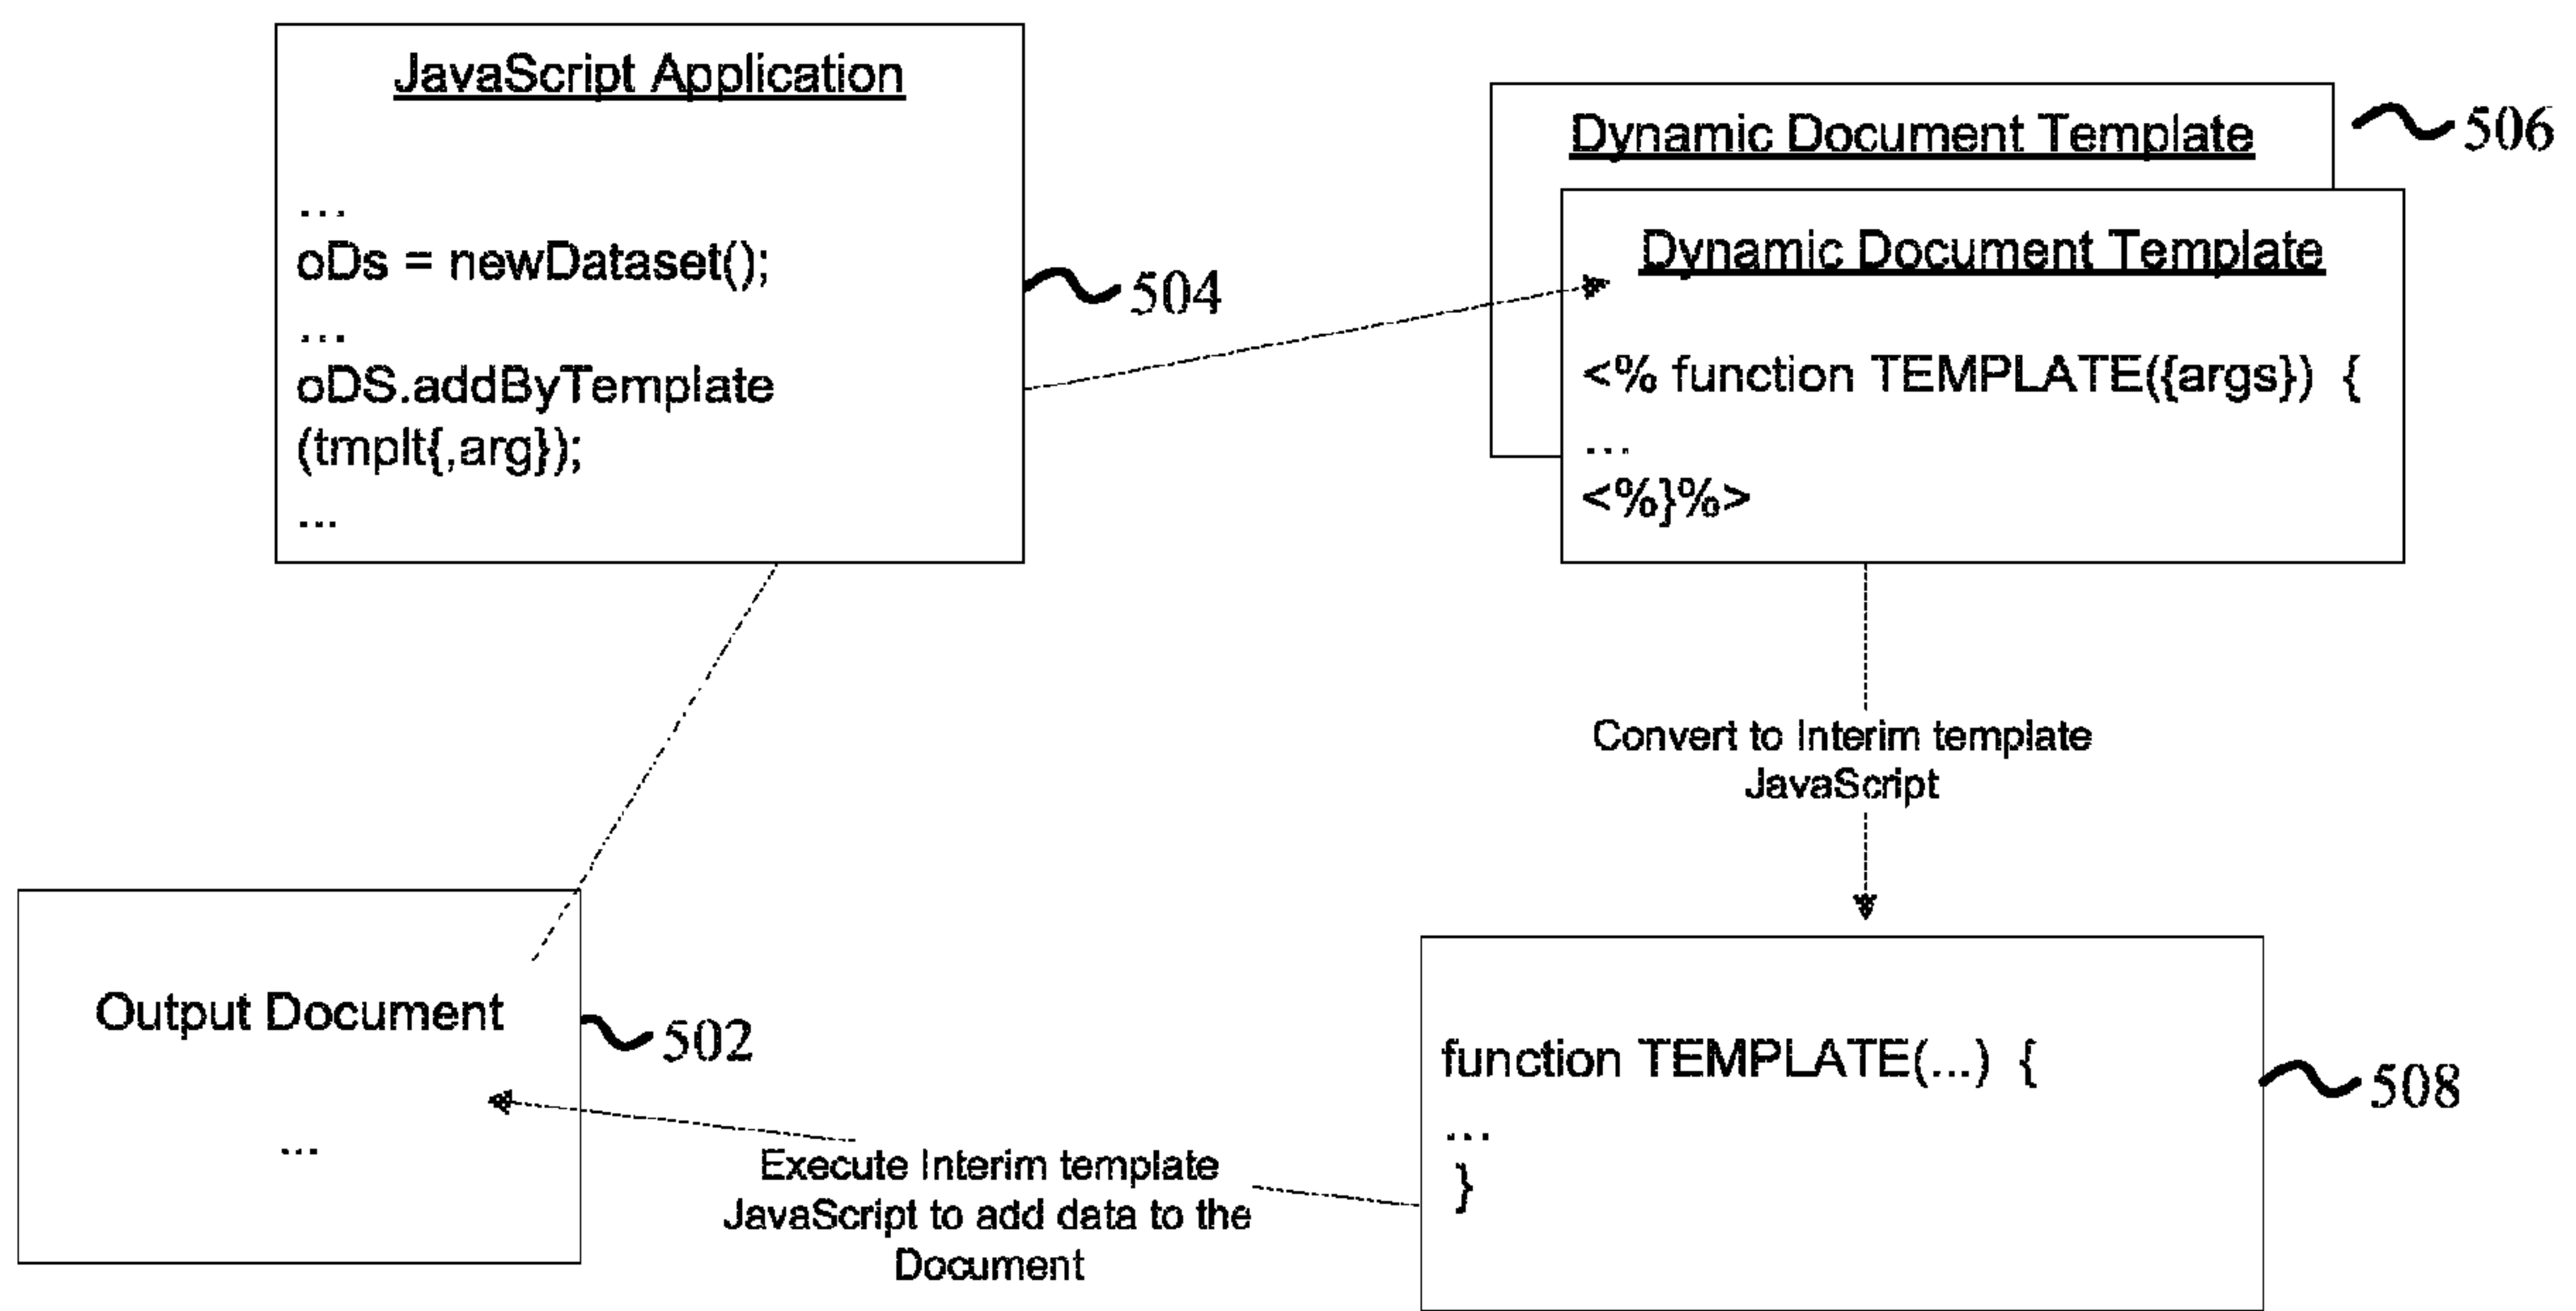 JavaScript Application
...
oDs = newDataset();
...
oDS.addByTemplate
(tmplt{,arg});
...
504
Dynamic Document Template
506
Dynamic Document Template
<% function TEMPLATE({args}) {
...
<%}%>
Convert to Interim template
JavaScript
Output Document
...
502
function TEMPLATE(...) {
...
}
508
Execute Interim template
JavaScript to add data to the
Document